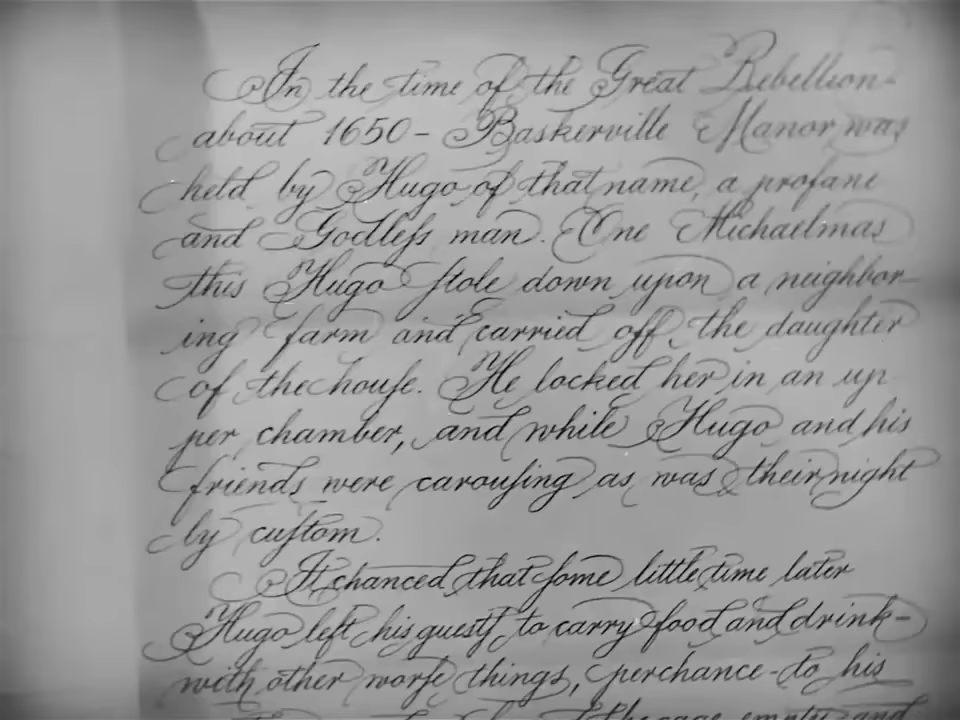 In the time of the Great Rebellion-
about 1650 - Baskerville Manor was
held by Hugo of that name, a profane
and Godleſs man. One Michaelmas
this Hugo ſtole down upon a neighbor-
ing farm and carried off the daughter
of the houſe. He locked her in an up
per chamber, and while Hugo and his
friends were carouſing as was their night
by cuſtom.
It chanced that ſome little time later
Hugo left his gueſts to carry food and drink-
with other worſe things, perchance-to his
the cage empty and